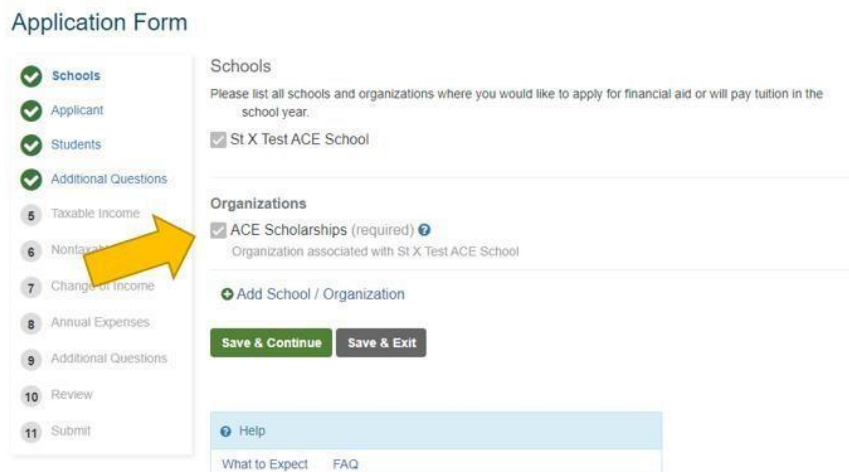 Application Form
Schools
Applicant
Students
Additional Questions
5 Taxable Income
6
7 Change of Income
8 Annual Expenses
9 Additional Questions
10 Review
11 Submit
Schools
Please list all schools and organizations where you would like to apply for financial aid or will pay tuition in the
school year.
St X Test ACE School
Organizations
ACE Scholarships (required) ?
Organization associated with St X Test ACE School
Add School / Organization
Save & Continue Save & Exit
? Help
What to Expect FAQ